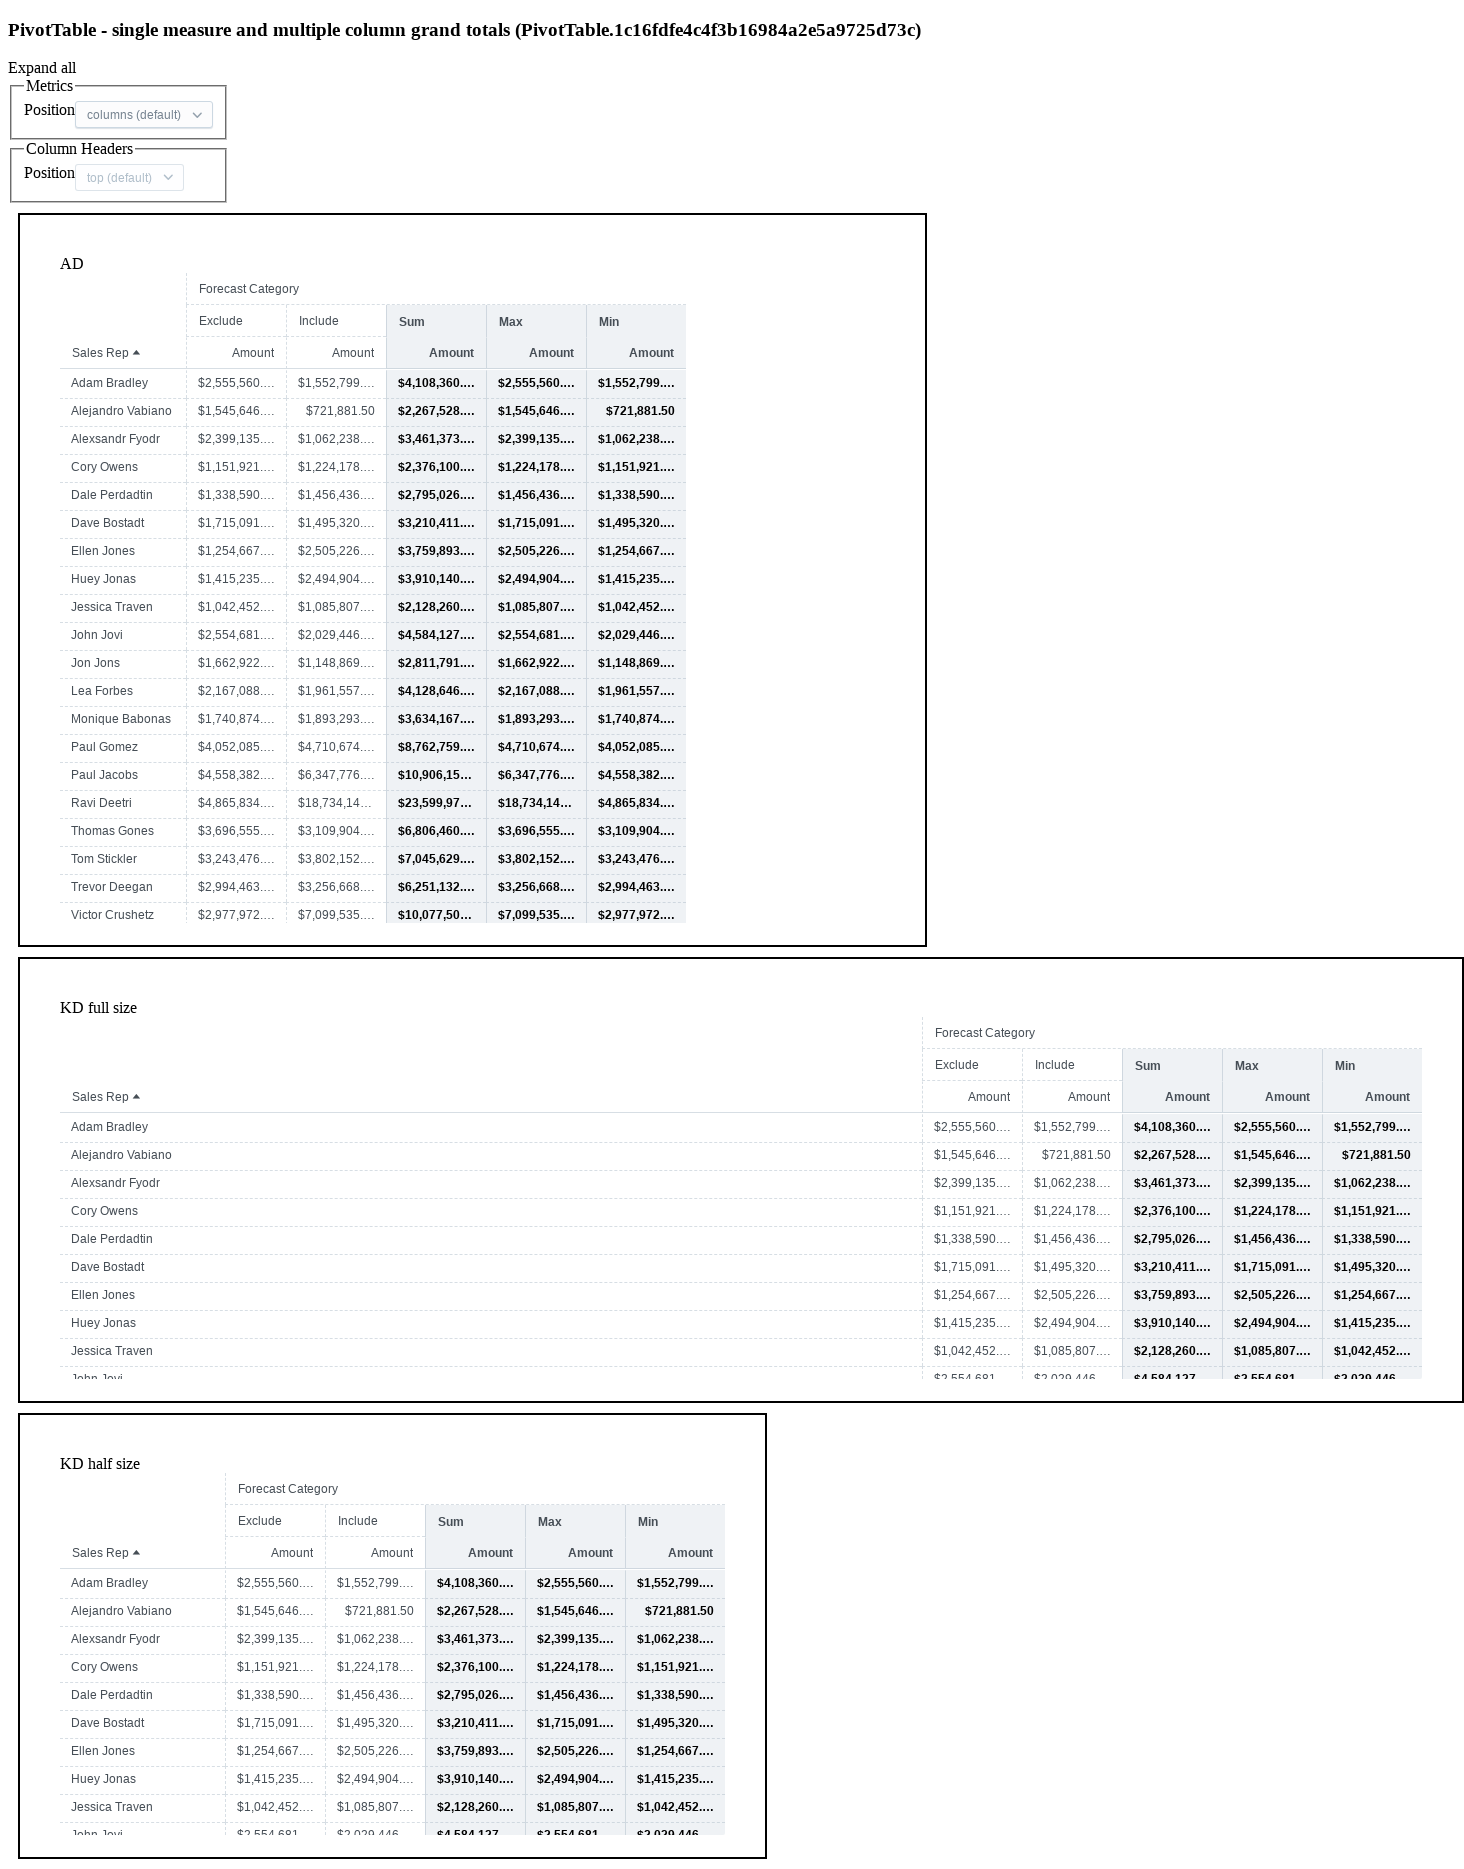 PivotTable - single measure and multiple column grand totals (PivotTable.1c16fdfe4c4f3b16984a2e5a9725d73c)
Expand all
Metrics
Position columns (default)
Column Headers
Position top (default)
AD
Forecast Category
Exclude Include Sum Max Min
Sales Rep Amount Amount Amount Amount Amount
Adam Bradley $2,555,560.… $1,552,799.… $4,108,360.… $2,555,560.… $1,552,799.…
Alejandro Vabiano $1,545,646.… $721,881.50 $2,267,528.… $1,545,646.… $721,881.50
Alexsandr Fyodr $2,399,135.… $1,062,238.… $3,461,373.… $2,399,135.… $1,062,238.…
Cory Owens $1,151,921.… $1,224,178.… $2,376,100.… $1,224,178.… $1,151,921.…
Dale Perdadtin $1,338,590.… $1,456,436.… $2,795,026.… $1,456,436.… $1,338,590.…
Dave Bostadt $1,715,091.… $1,495,320.… $3,210,411.… $1,715,091.… $1,495,320.…
Ellen Jones $1,254,667.… $2,505,226.… $3,759,893.… $2,505,226.… $1,254,667.…
Huey Jonas $1,415,235.… $2,494,904.… $3,910,140.… $2,494,904.… $1,415,235.…
Jessica Traven $1,042,452.… $1,085,807.… $2,128,260.… $1,085,807.… $1,042,452.…
John Jovi $2,554,681.… $2,029,446.… $4,584,127.… $2,554,681.… $2,029,446.…
Jon Jons $1,662,922.… $1,148,869.… $2,811,791.… $1,662,922.… $1,148,869.…
Lea Forbes $2,167,088.… $1,961,557.… $4,128,646.… $2,167,088.… $1,961,557.…
Monique Babonas $1,740,874.… $1,893,293.… $3,634,167.… $1,893,293.… $1,740,874.…
Paul Gomez $4,052,085.… $4,710,674.… $8,762,759.… $4,710,674.… $4,052,085.…
Paul Jacobs $4,558,382.… $6,347,776.… $10,906,15… $6,347,776.… $4,558,382.…
Ravi Deetri $4,865,834.… $18,734,14… $23,599,97… $18,734,14… $4,865,834.…
Thomas Gones $3,696,555.… $3,109,904.… $6,806,460.… $3,696,555.… $3,109,904.…
Tom Stickler $3,243,476.… $3,802,152.… $7,045,629.… $3,802,152.… $3,243,476.…
Trevor Deegan $2,994,463.… $3,256,668.… $6,251,132.… $3,256,668.… $2,994,463.…
Victor Crushetz $2,977,972.… $7,099,535.… $10,077,50… $7,099,535.… $2,977,972.…
KD full size
Forecast Category
Exclude Include Sum Max Min
Sales Rep Amount Amount Amount Amount Amount
Adam Bradley $2,555,560.… $1,552,799.… $4,108,360.… $2,555,560.… $1,552,799.…
Alejandro Vabiano $1,545,646.… $721,881.50 $2,267,528.… $1,545,646.… $721,881.50
Alexsandr Fyodr $2,399,135.… $1,062,238.… $3,461,373.… $2,399,135.… $1,062,238.…
Cory Owens $1,151,921.… $1,224,178.… $2,376,100.… $1,224,178.… $1,151,921.…
Dale Perdadtin $1,338,590.… $1,456,436.… $2,795,026.… $1,456,436.… $1,338,590.…
Dave Bostadt $1,715,091.… $1,495,320.… $3,210,411.… $1,715,091.… $1,495,320.…
Ellen Jones $1,254,667.… $2,505,226.… $3,759,893.… $2,505,226.… $1,254,667.…
Huey Jonas $1,415,235.… $2,494,904.… $3,910,140.… $2,494,904.… $1,415,235.…
Jessica Traven $1,042,452.… $1,085,807.… $2,128,260.… $1,085,807.… $1,042,452.…
John Jovi $2,554,681.… $2,029,446.… $4,584,127.… $2,554,681.… $2,029,446.…
KD half size
Forecast Category
Exclude Include Sum Max Min
Sales Rep Amount Amount Amount Amount Amount
Adam Bradley $2,555,560.… $1,552,799.… $4,108,360.… $2,555,560.… $1,552,799.…
Alejandro Vabiano $1,545,646.… $721,881.50 $2,267,528.… $1,545,646.… $721,881.50
Alexsandr Fyodr $2,399,135.… $1,062,238.… $3,461,373.… $2,399,135.… $1,062,238.…
Cory Owens $1,151,921.… $1,224,178.… $2,376,100.… $1,224,178.… $1,151,921.…
Dale Perdadtin $1,338,590.… $1,456,436.… $2,795,026.… $1,456,436.… $1,338,590.…
Dave Bostadt $1,715,091.… $1,495,320.… $3,210,411.… $1,715,091.… $1,495,320.…
Ellen Jones $1,254,667.… $2,505,226.… $3,759,893.… $2,505,226.… $1,254,667.…
Huey Jonas $1,415,235.… $2,494,904.… $3,910,140.… $2,494,904.… $1,415,235.…
Jessica Traven $1,042,452.… $1,085,807.… $2,128,260.… $1,085,807.… $1,042,452.…
John Jovi $2,554,681.… $2,029,446.… $4,584,127.… $2,554,681.… $2,029,446.…